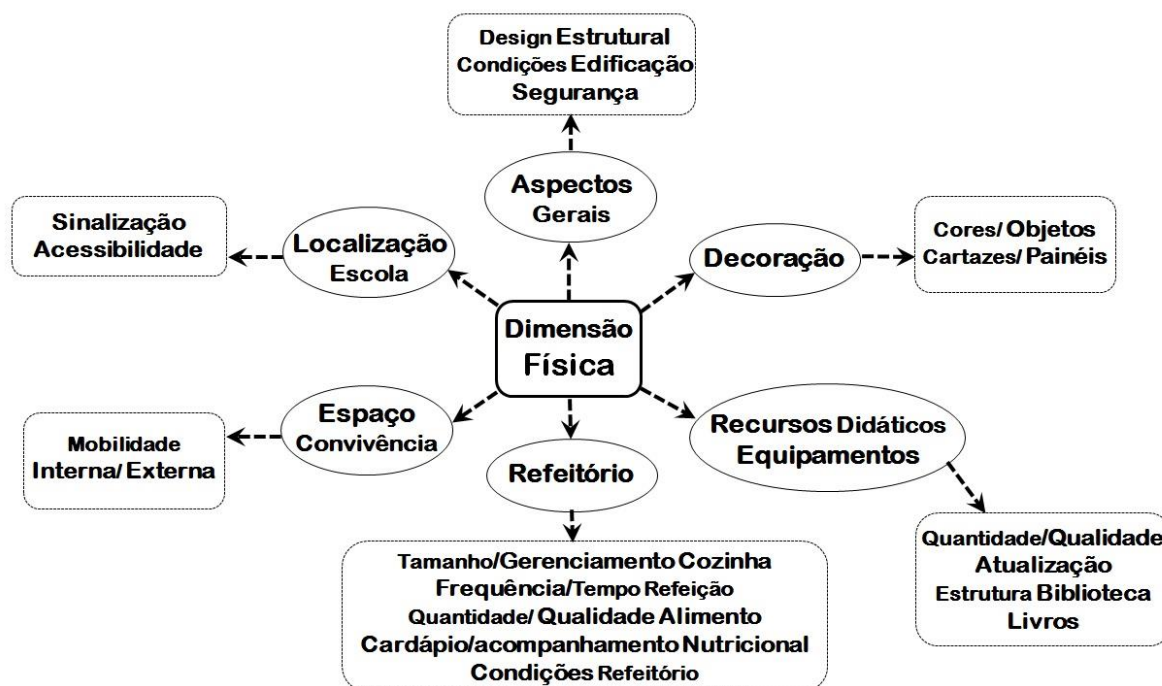 Design Estrutural
Condições Edificação
Segurança
Aspectos
Gerais
Sinalização
Acessibilidade
Localização
Escola
Decoração
Cores/ Objetos
Cartazes/ Painéis
Dimensão
Física
Mobilidade
Interna/ Externa
Espaço
Convivência
Refeitório
Recursos Didáticos
Equipamentos
Tamanho/Gerenciamento Cozinha
Frequência/Tempo Refeição
Quantidade/ Qualidade Alimento
Cardápio/acompanhamento Nutricional
Condições Refeitório
Quantidade/Qualidade
Atualização
Estrutura Biblioteca
Livros